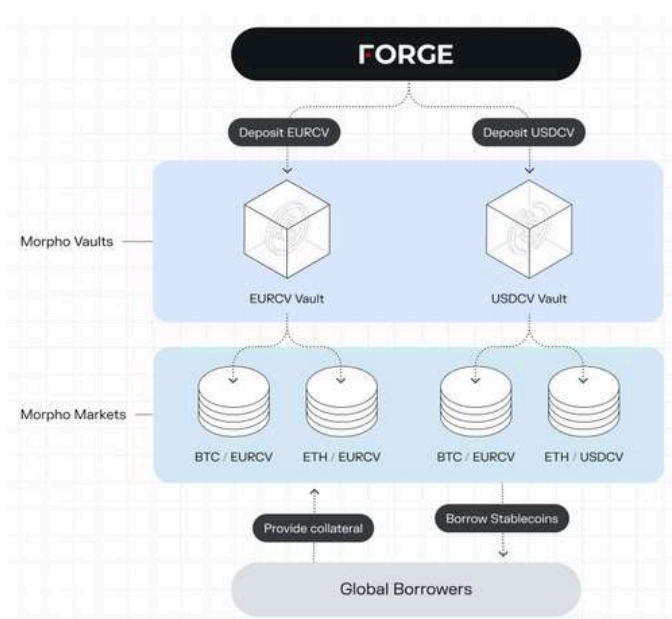 FORGE
Deposit EURCV
Deposit USDCV
Morpho Vaults
EURCV Vault
USDCV Vault
Morpho Markets
BTC / EURCV
ETH / EURCV
BTC / EURCV
ETH / USDCV
Provide collateral
Borrow Stablecoins
Global Borrowers